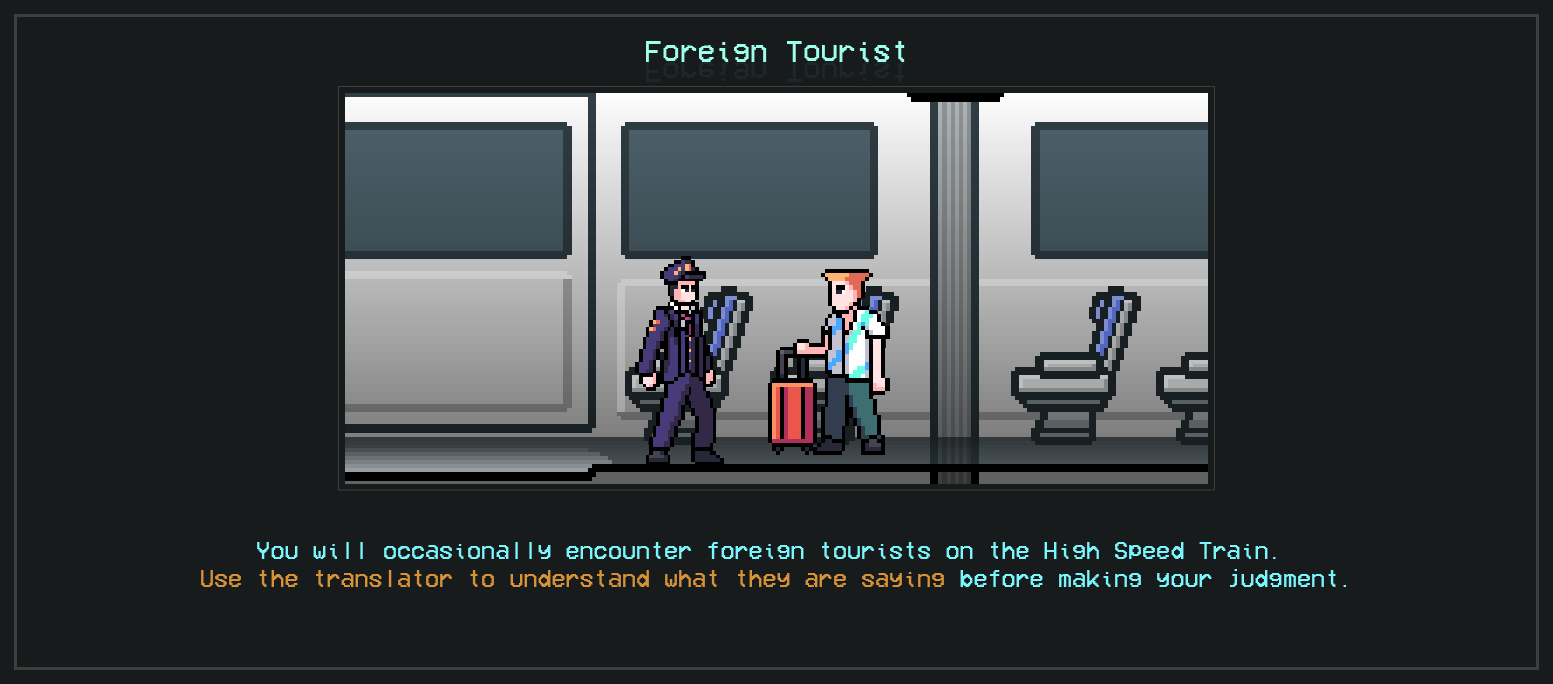 Foreign Tourist
You will occasionally encounter foreign tourists on the High Speed Train.
Use the translator to understand what they are saying before making your judgment.